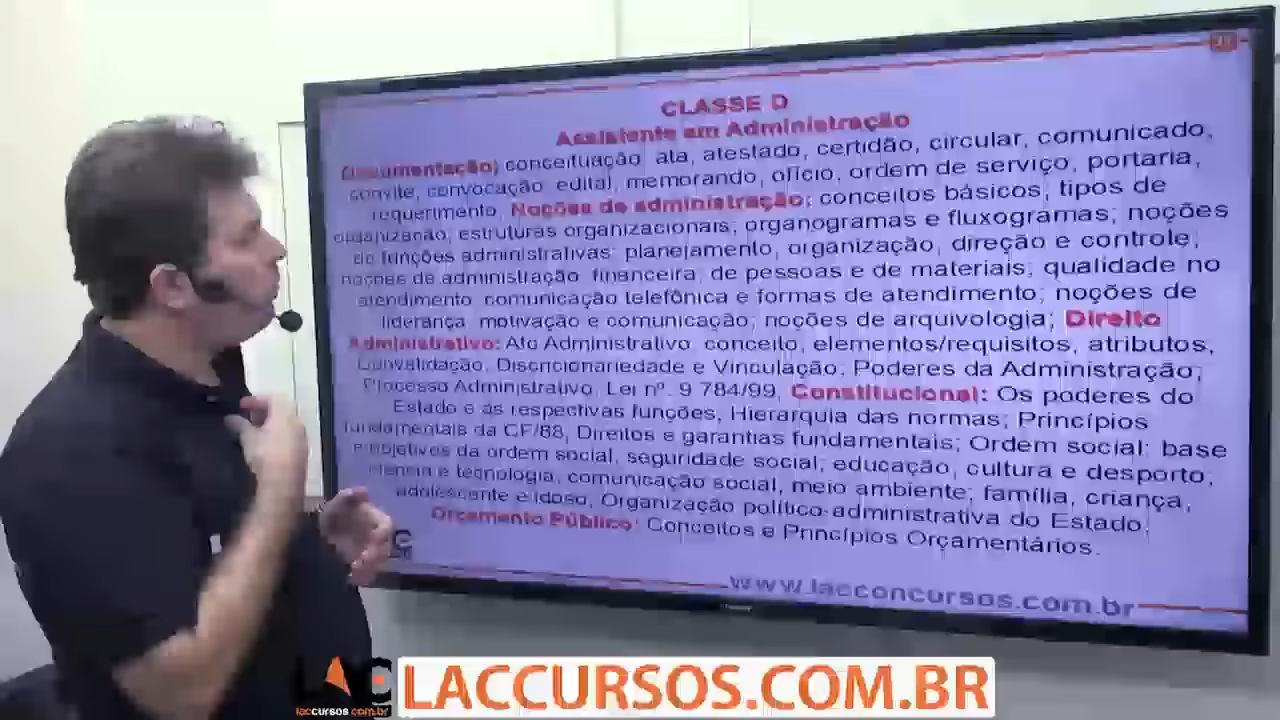 CLASSE D
Assistente em Administração
Documentação: conceituação, ata, atestado, certidão, circular, comunicado,
convite, convocação, edital, memorando, ofício, ordem de serviço, portaria,
requerimento. Noções de administração: conceitos básicos; tipos de
organização; estruturas organizacionais; organogramas e fluxogramas; noções
de funções administrativas: planejamento, organização, direção e controle;
noções de administração financeira, de pessoas e de materiais; qualidade no
atendimento: comunicação telefônica e formas de atendimento; noções de
liderança, motivação e comunicação; noções de arquivologia; Direito
Administrativo: Ato Administrativo: conceito, elementos/requisitos, atributos,
Convalidação, Discricionariedade e Vinculação; Poderes da Administração;
Processo Administrativo, Lei nº. 9.784/99. Constitucional: Os poderes do
Estado e as respectivas funções, Hierarquia das normas; Princípios
fundamentais da CF/88, Direitos e garantias fundamentais; Ordem social: base
e objetivos da ordem social, seguridade social; educação, cultura e desporto;
ciência e tecnologia, comunicação social, meio ambiente; família, criança,
adolescente e idoso, Organização político-administrativa do Estado.
Orçamento Público: Conceitos e Princípios Orçamentários.
www.lacconcursos.com.br
LAC LACCURSOS.COM.BR
laccursos.com.br